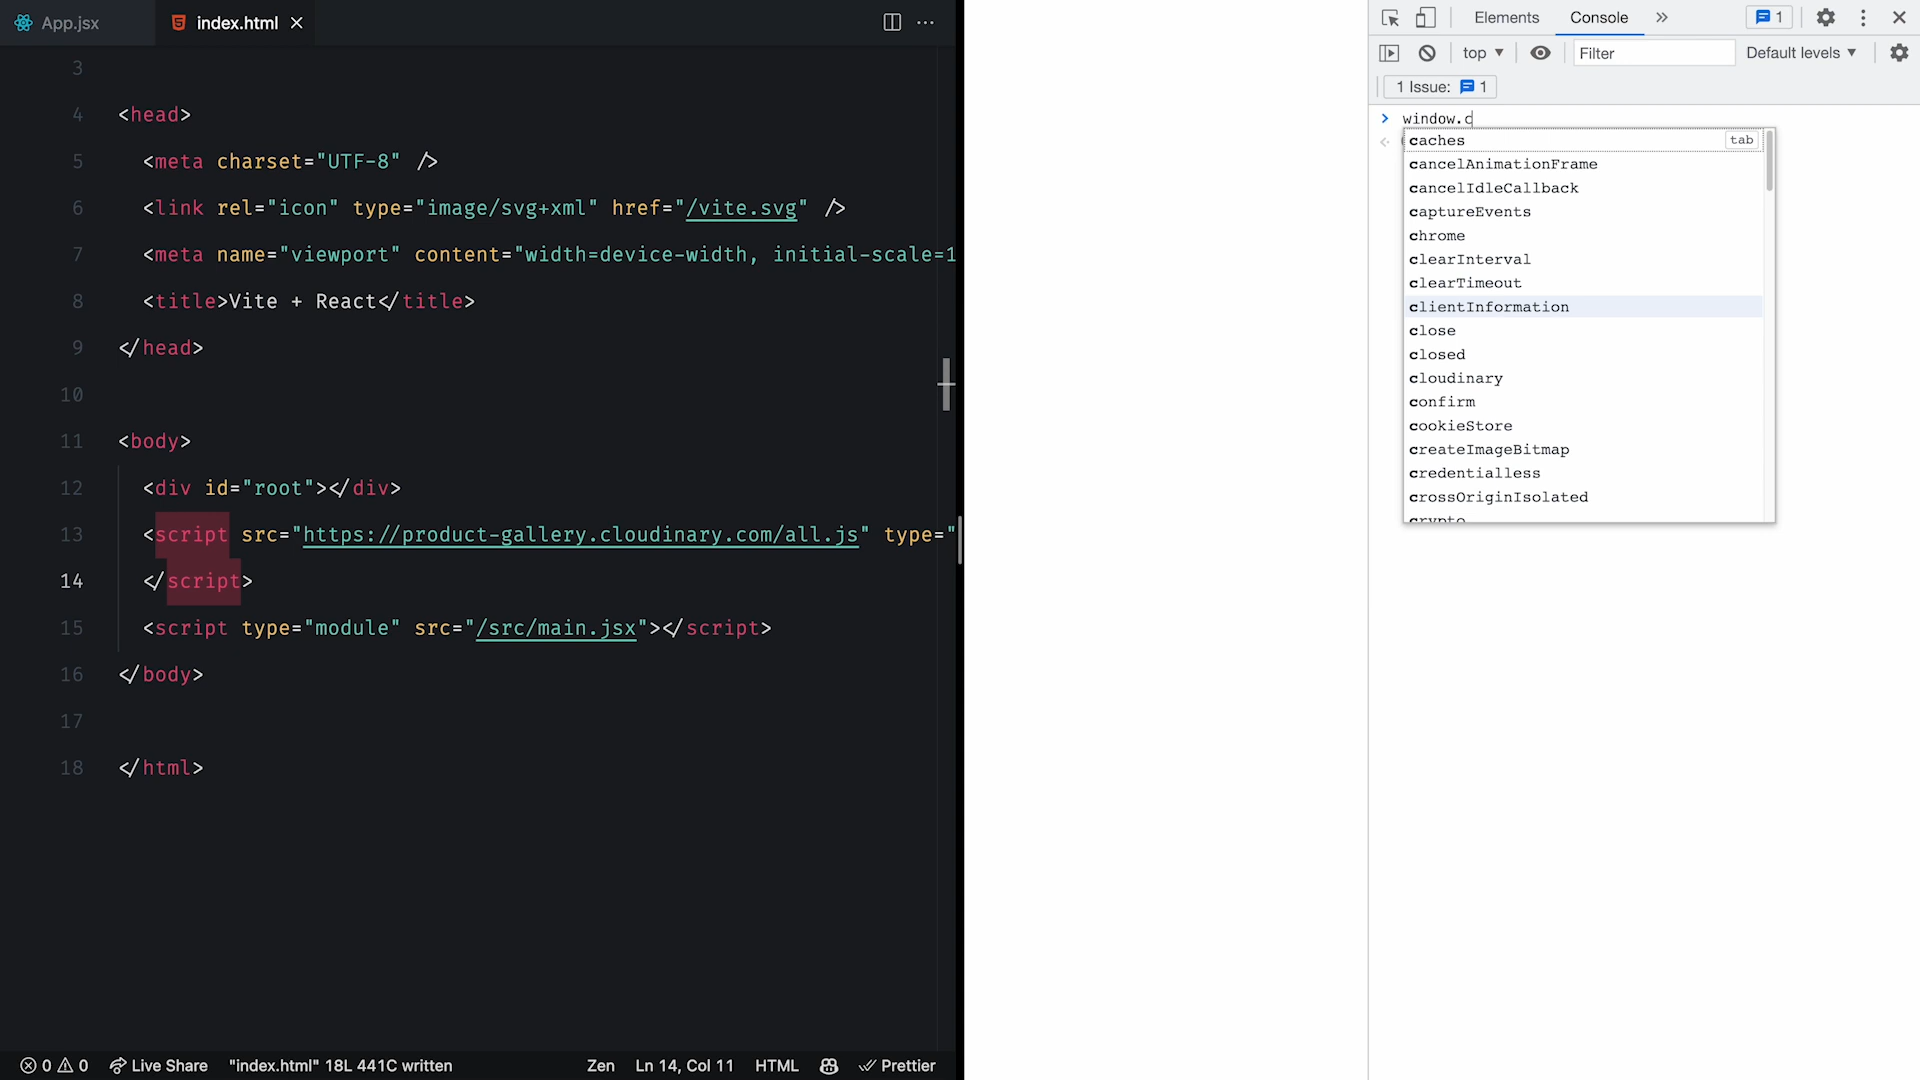 App.jsx
index.html
3
4 <head>
5 <meta charset="UTF-8" />
6 <link rel="icon" type="image/svg+xml" href="/vite.svg" />
7 <meta name="viewport" content="width=device-width, initial-scale=1
8 <title>Vite + React</title>
9 </head>
10
11 <body>
12 <div id="root"></div>
13 <script src="https://product-gallery.cloudinary.com/all.js" type="
14 </script>
15 <script type="module" src="/src/main.jsx"></script>
16 </body>
17
18 </html>
0 0 Live Share "index.html" 18L 441C written Zen Ln 14, Col 11 HTML Prettier
Elements Console » 1
top Filter Default levels
1 Issue: 1
window.c
caches tab
cancelAnimationFrame
cancelIdleCallback
captureEvents
chrome
clearInterval
clearTimeout
clientInformation
close
closed
cloudinary
confirm
cookieStore
createImageBitmap
credentialless
crossOriginIsolated
crypto